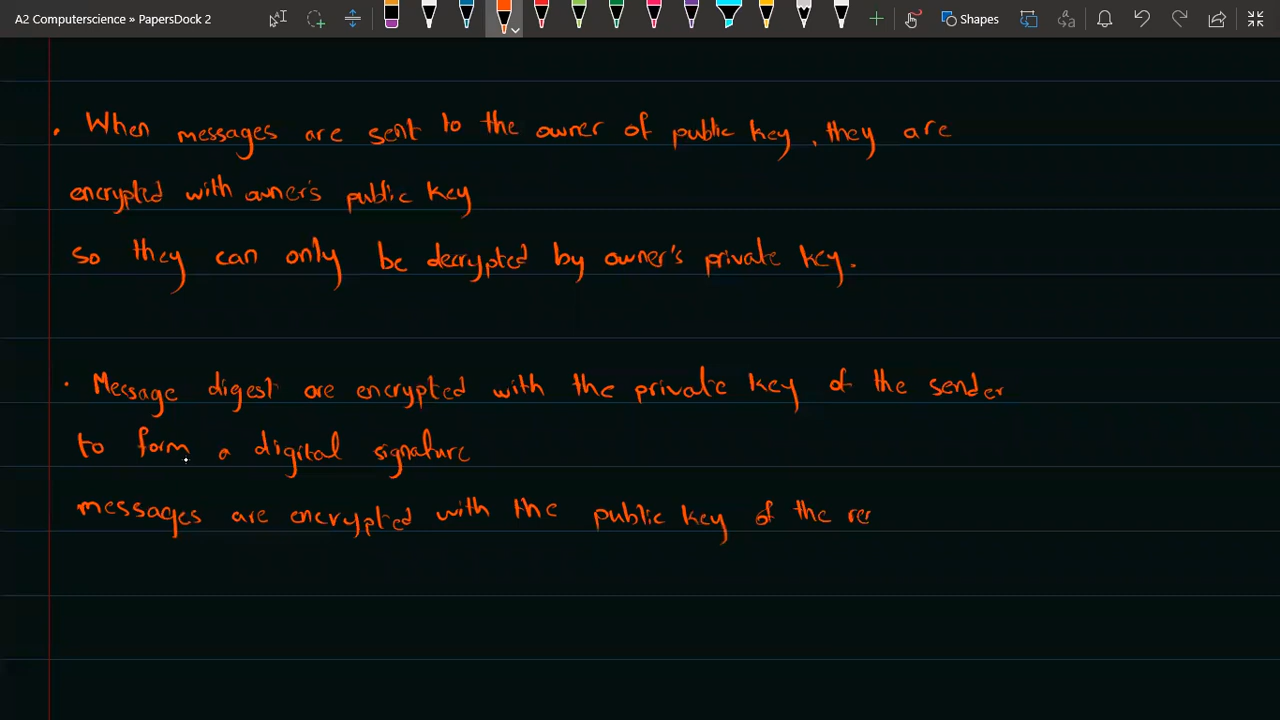 A2 Computerscience » PapersDock 2
Shapes
. When messages are sent to the owner of public key, they are
encrypted with owner's public key
so they can only be decrypted by owner's private key.
. Message digest are encrypted with the private key of the sender
to form a digital signature
messages are encrypted with the public key of the rec